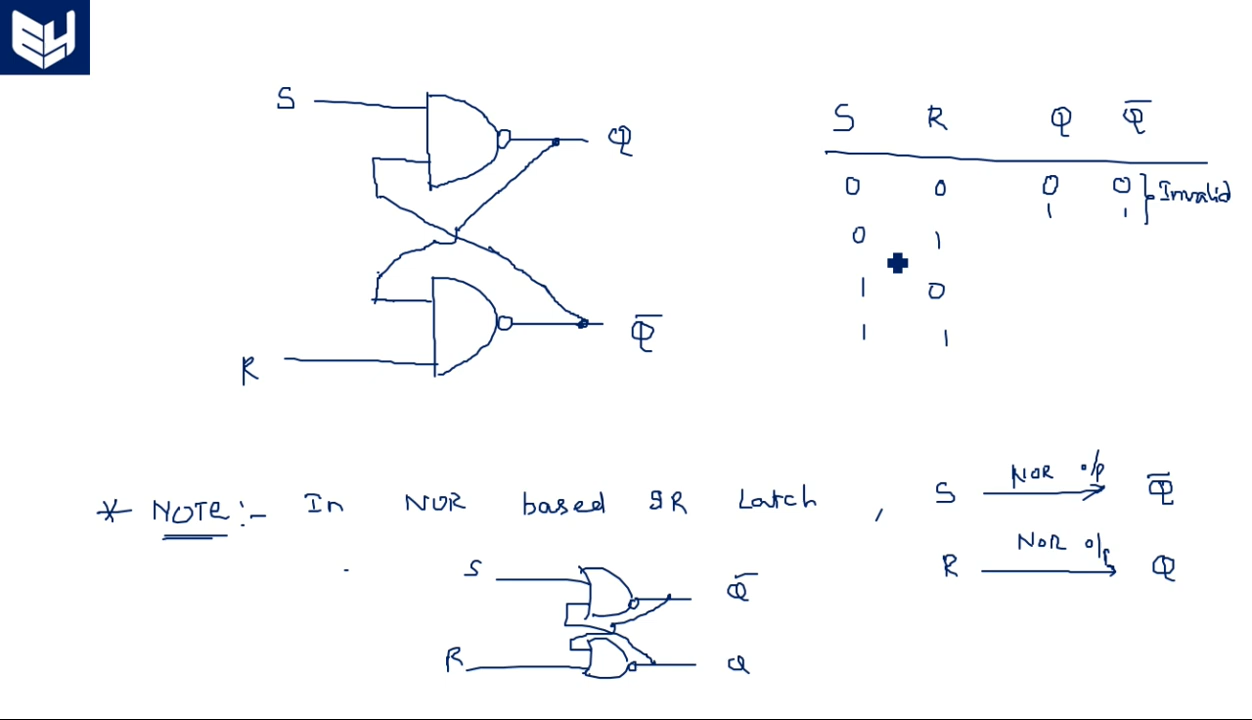 EY
S
Q
Q̅
R
S R Q Q̅
0 0 0 0 Invalid
1 1
0 1
1 0
1 1
* NOTE:- In NOR based SR Latch , S NOR o/p Q̅
R NOR o/p Q
S Q̅
R Q